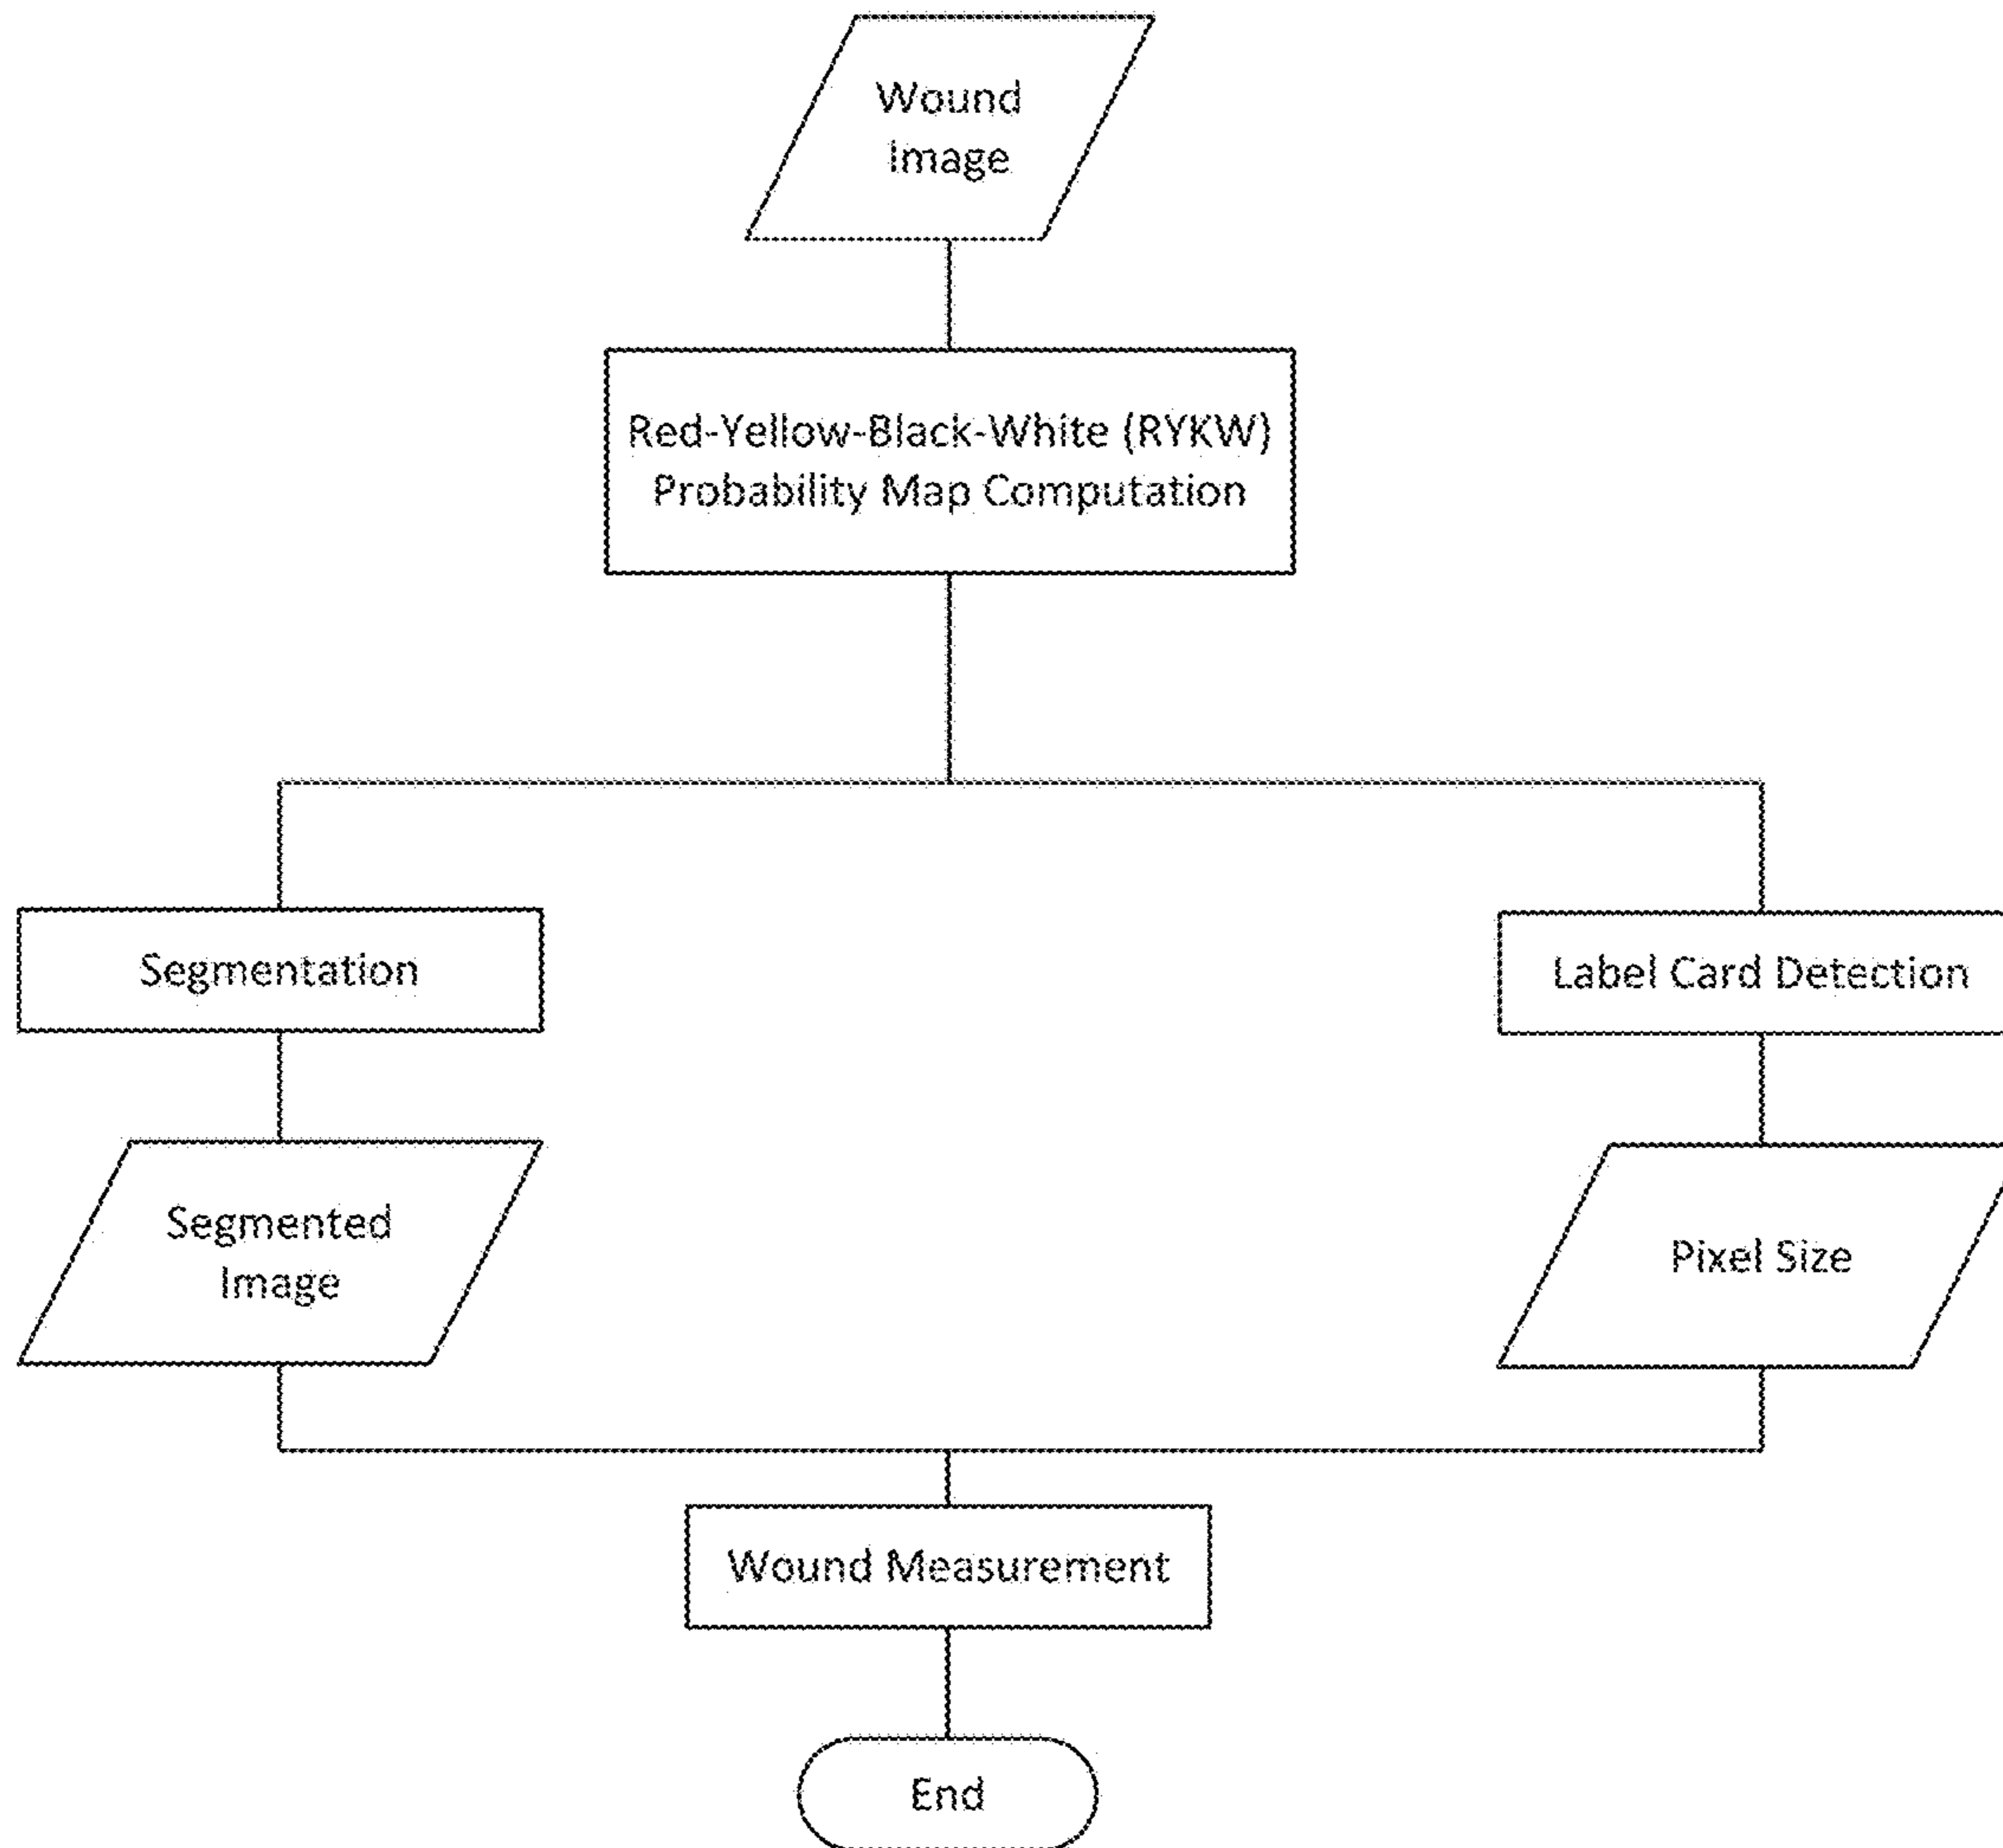 Wound
Image
Red-Yellow-Black-White (RYKW)
Probability Map Computation
Segmentation
Label Card Detection
Segmented
Image
Pixel Size
Wound Measurement
End